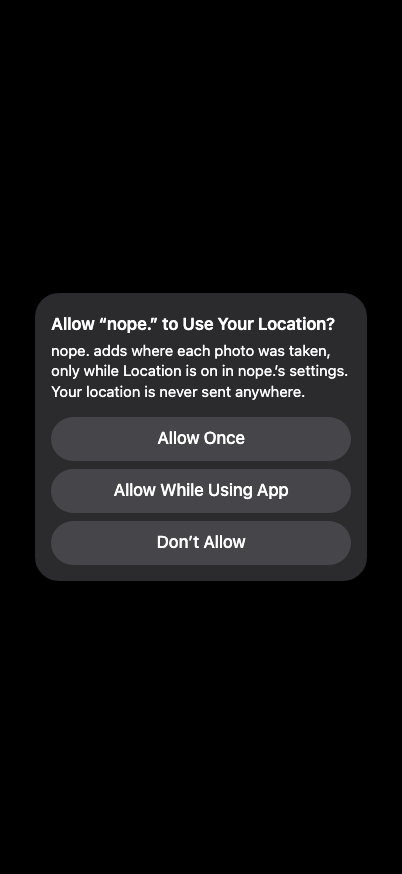 Allow “nope.” to Use Your Location?
nope. adds where each photo was taken,
only while Location is on in nope.’s settings.
Your location is never sent anywhere.
Allow Once
Allow While Using App
Don’t Allow